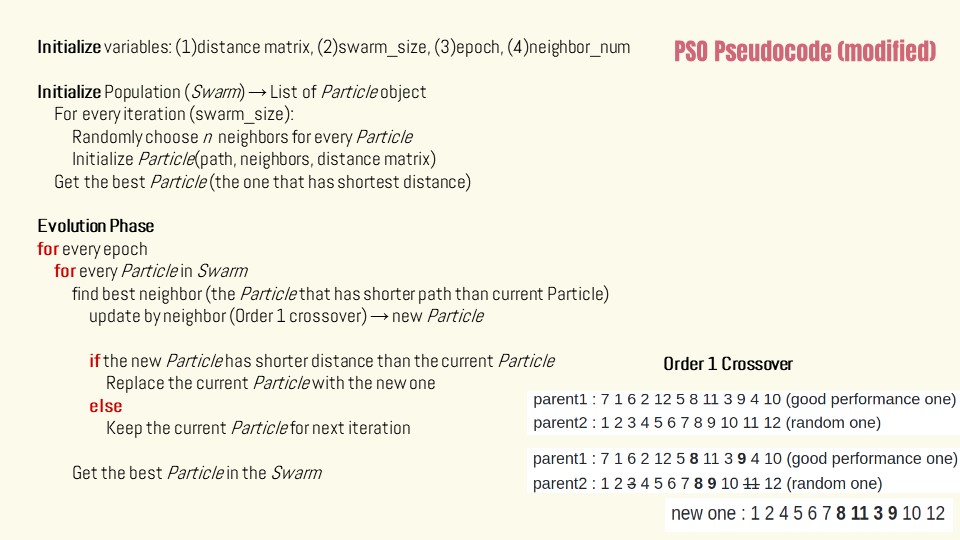 Initialize variables: (1)distance matrix, (2)swarm_size, (3)epoch, (4)neighbor_num
PSO Pseudocode (modified)
Initialize Population (Swarm) → List of Particle object
For every iteration (swarm_size):
Randomly choose n neighbors for every Particle
Initialize Particle(path, neighbors, distance matrix)
Get the best Particle (the one that has shortest distance)
Evolution Phase
for every epoch
for every Particle in Swarm
find best neighbor (the Particle that has shorter path than current Particle)
update by neighbor (Order 1 crossover) → new Particle
if the new Particle has shorter distance than the current Particle
Replace the current Particle with the new one
else
Keep the current Particle for next iteration
Get the best Particle in the Swarm
Order 1 Crossover
parent1 : 7 1 6 2 12 5 8 11 3 9 4 10 (good performance one)
parent2 : 1 2 3 4 5 6 7 8 9 10 11 12 (random one)
parent1 : 7 1 6 2 12 5 8 11 3 9 4 10 (good performance one)
parent2 : 1 2 3 4 5 6 7 8 9 10 11 12 (random one)
new one : 1 2 4 5 6 7 8 11 3 9 10 12